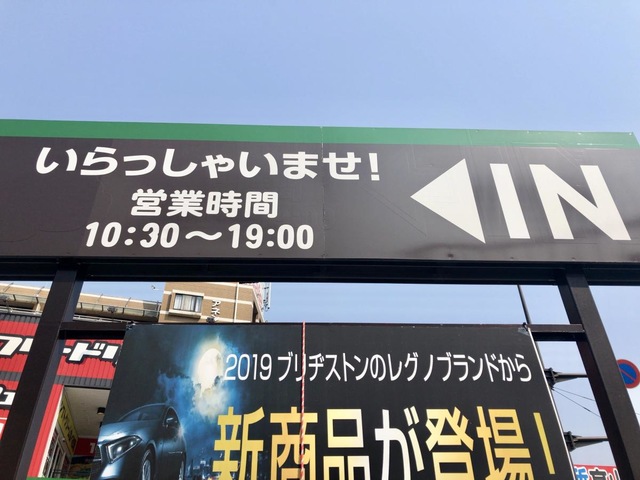 いらっしゃいませ!
営業時間
10:30～19:00
◀IN
2019 ブリヂストンのレグノブランドから
新商品が登場!